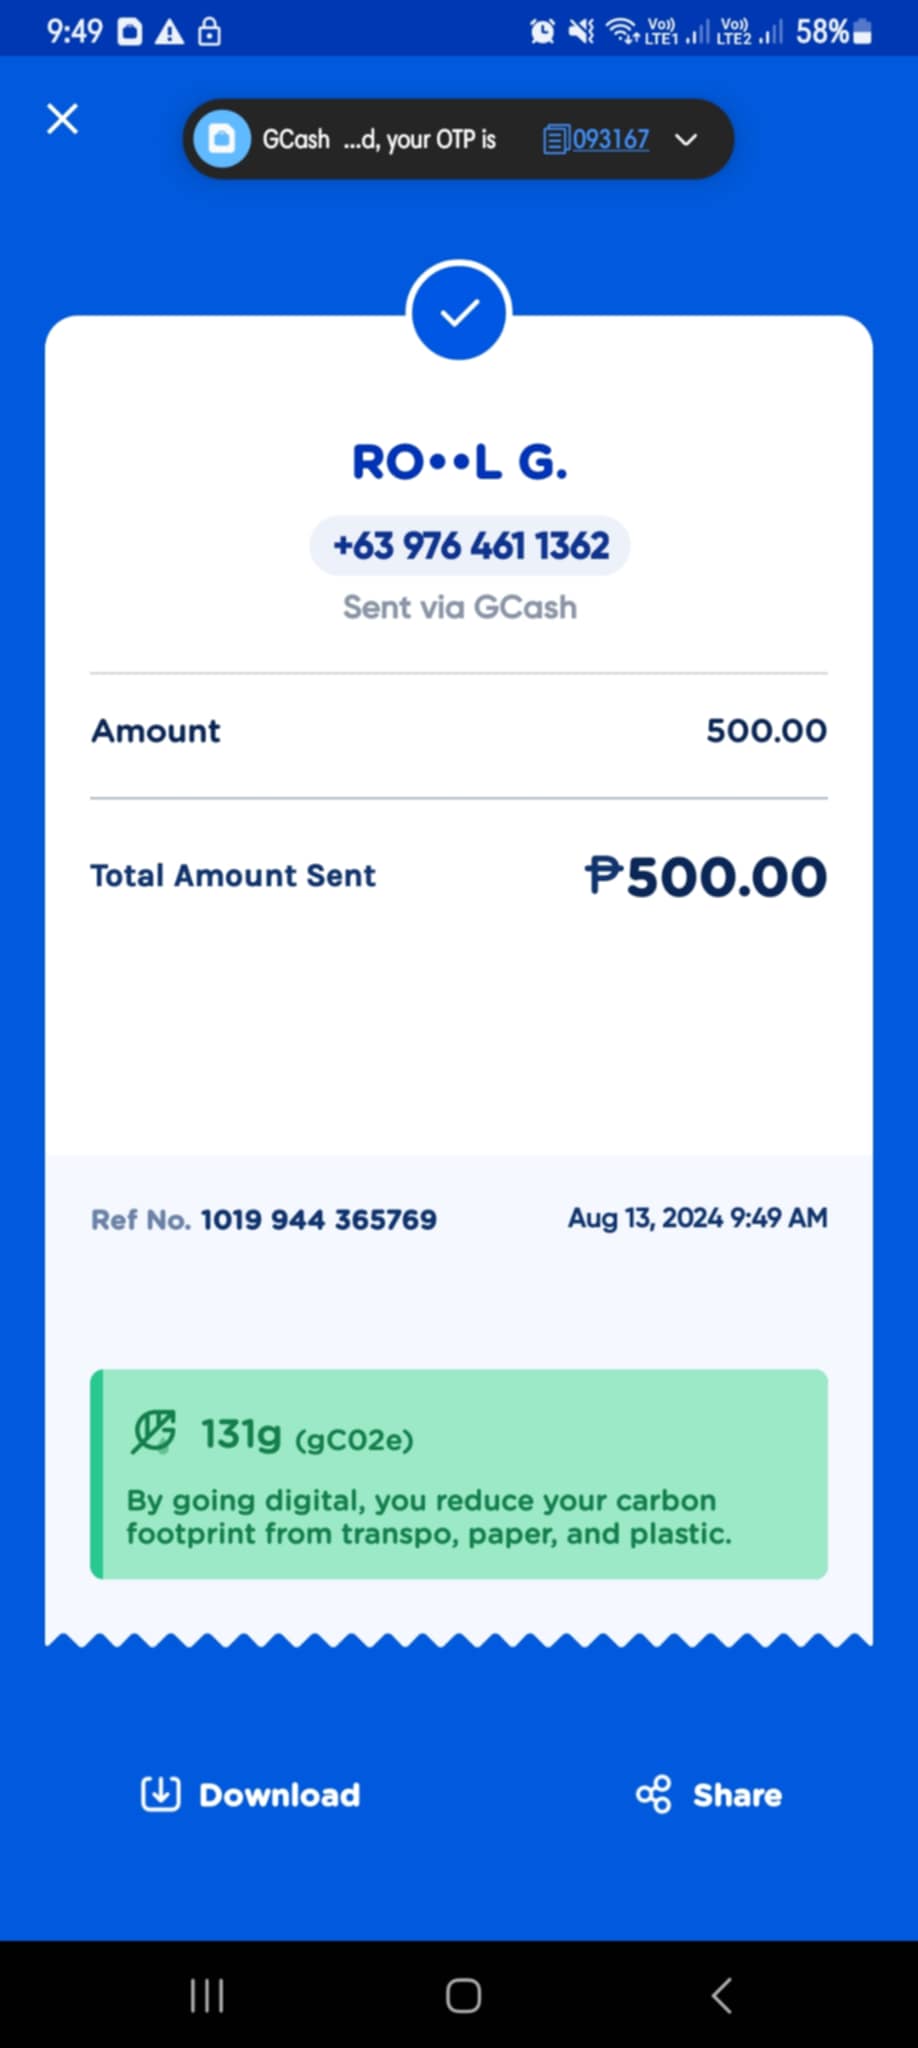 9:49 Vo)) LTE1 Vo)) LTE2 58%
GCash ...d, your OTP is 093167
RO••L G.
+63 976 461 1362
Sent via GCash
Amount 500.00
Total Amount Sent ₱500.00
Ref No. 1019 944 365769 Aug 13, 2024 9:49 AM
131g (gCO2e)
By going digital, you reduce your carbon
footprint from transpo, paper, and plastic.
Download Share